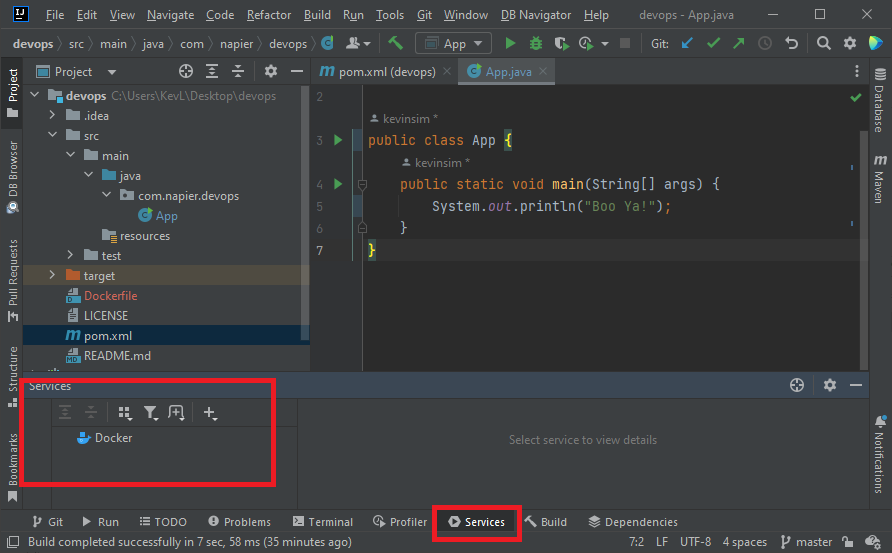 File Edit View Navigate Code Refactor Build Run Tools Git Window DB Navigator Help devops - App.java
devops src main java com napier devops App Git:
Project
pom.xml (devops)
App.java
Project
DB Browser
Pull Requests
Structure
Bookmarks
devops C:\Users\KevL\Desktop\devops
.idea
src
main
java
com.napier.devops
App
resources
test
target
Dockerfile
LICENSE
pom.xml
README.md
2
kevinsim *
3 public class App {
kevinsim *
4 public static void main(String[] args) {
5 System.out.println("Boo Ya!");
6 }
7 }
Database
Maven
Notifications
Services
Docker
Select service to view details
Git Run TODO Problems Terminal Profiler Services Build Dependencies
Build completed successfully in 7 sec, 58 ms (35 minutes ago) 7:2 LF UTF-8 4 spaces master